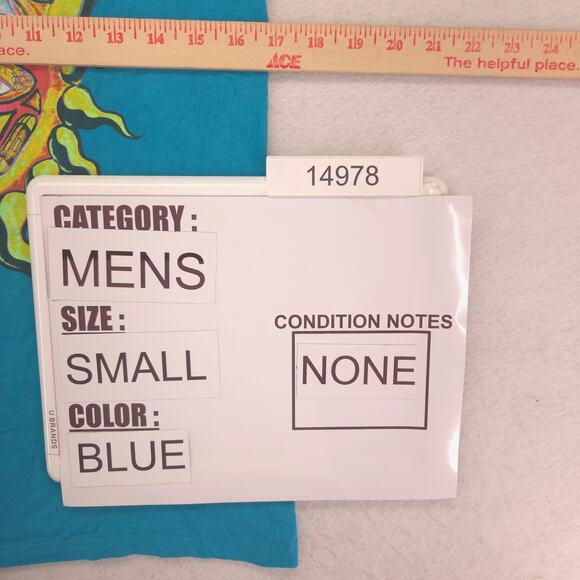 11 12 13 14 15 16 17 18 19 20 21 22 23 24
ace.
ACE
The helpful place.
14978
CATEGORY :
MENS
SIZE :
SMALL
COLOR :
BLUE
CONDITION NOTES
NONE
U BRANDS